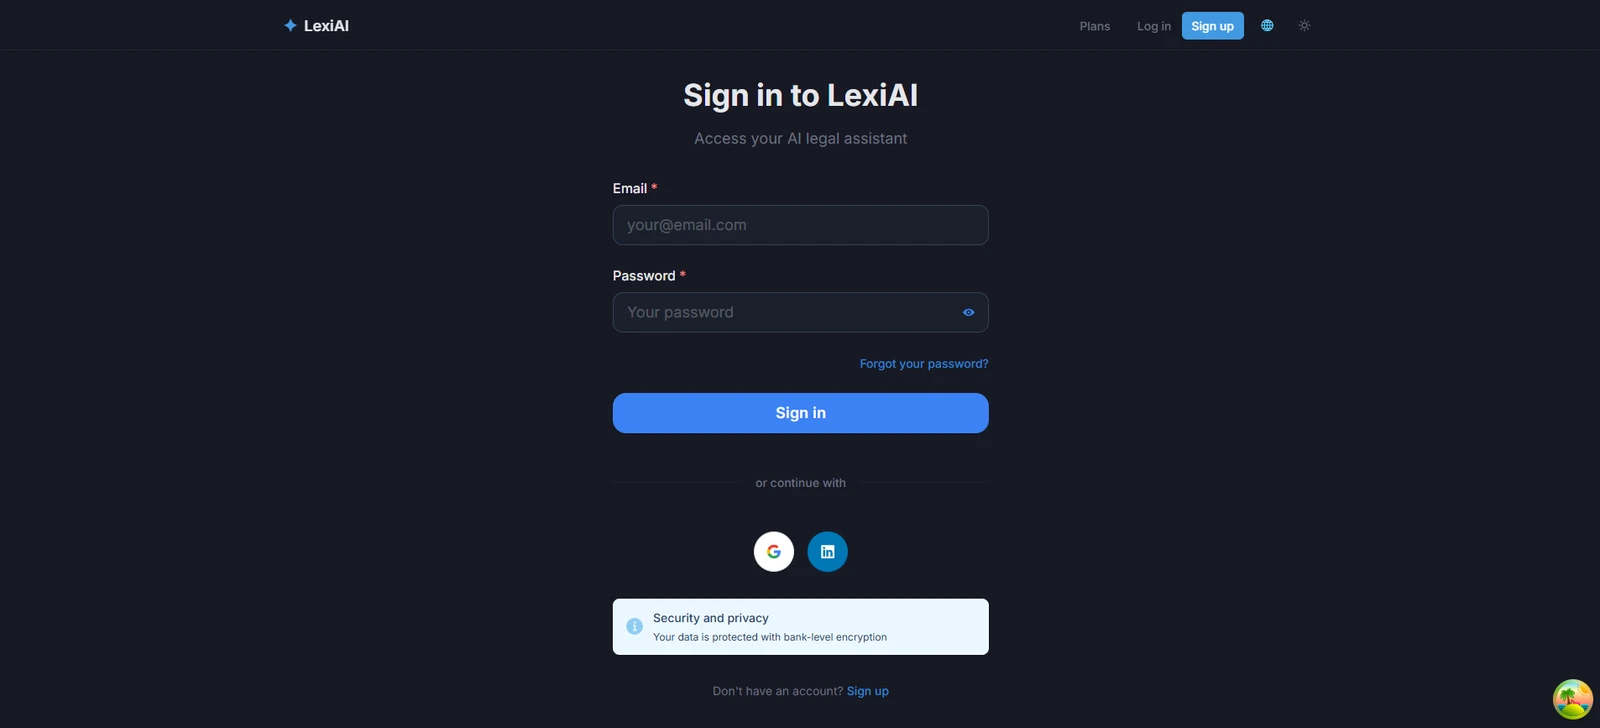 LexiAI
Plans
Log in
Sign up
Sign in to LexiAI
Access your AI legal assistant
Email *
your@email.com
Password *
Your password
Forgot your password?
Sign in
or continue with
Security and privacy
Your data is protected with bank-level encryption
Don't have an account? Sign up